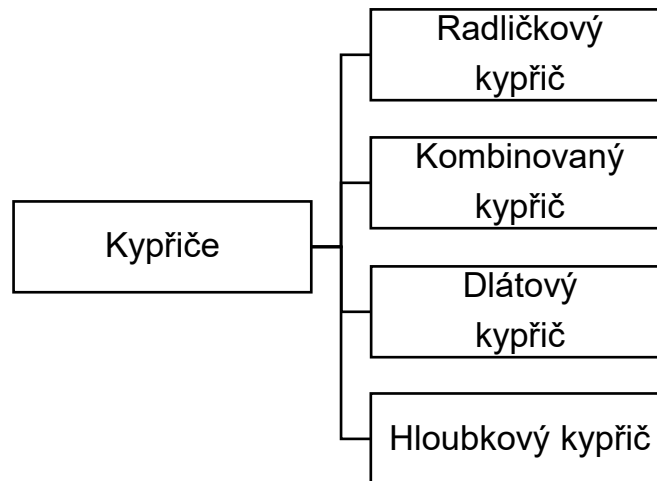 Radličkový
kypřič
Kombinovaný
kypřič
Kypřiče
Dlátový
kypřič
Hloubkový kypřič